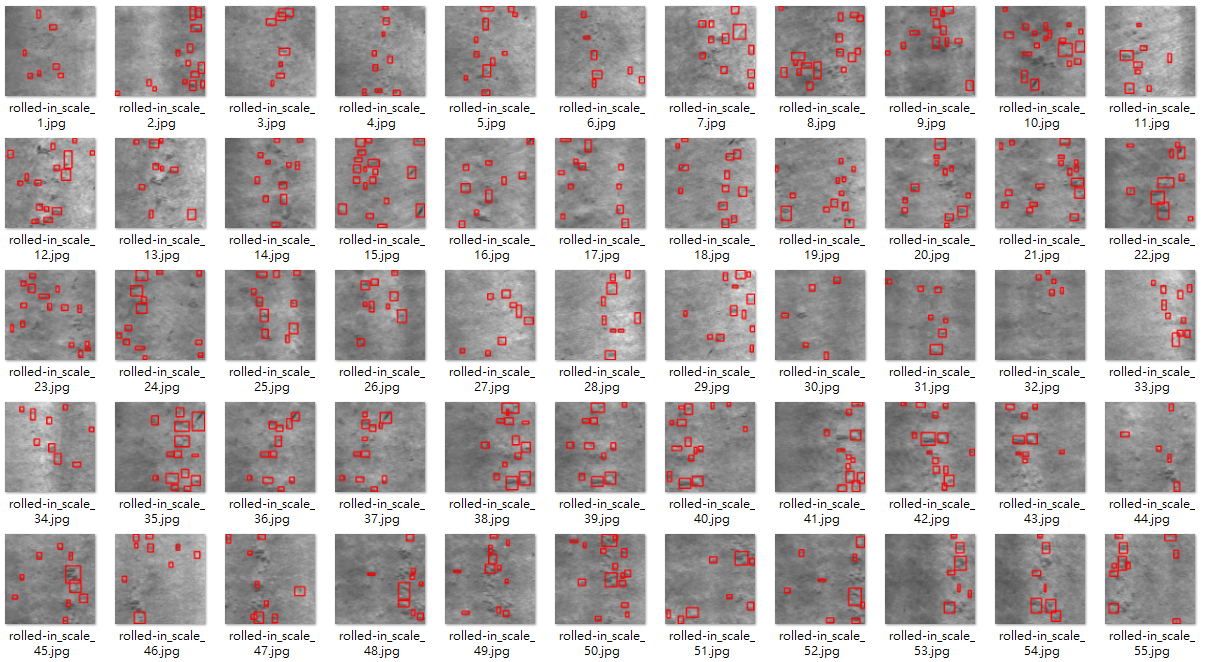 rolled-in_scale_
1.jpg
rolled-in_scale_
2.jpg
rolled-in_scale_
3.jpg
rolled-in_scale_
4.jpg
rolled-in_scale_
5.jpg
rolled-in_scale_
6.jpg
rolled-in_scale_
7.jpg
rolled-in_scale_
8.jpg
rolled-in_scale_
9.jpg
rolled-in_scale_
10.jpg
rolled-in_scale_
11.jpg
rolled-in_scale_
12.jpg
rolled-in_scale_
13.jpg
rolled-in_scale_
14.jpg
rolled-in_scale_
15.jpg
rolled-in_scale_
16.jpg
rolled-in_scale_
17.jpg
rolled-in_scale_
18.jpg
rolled-in_scale_
19.jpg
rolled-in_scale_
20.jpg
rolled-in_scale_
21.jpg
rolled-in_scale_
22.jpg
rolled-in_scale_
23.jpg
rolled-in_scale_
24.jpg
rolled-in_scale_
25.jpg
rolled-in_scale_
26.jpg
rolled-in_scale_
27.jpg
rolled-in_scale_
28.jpg
rolled-in_scale_
29.jpg
rolled-in_scale_
30.jpg
rolled-in_scale_
31.jpg
rolled-in_scale_
32.jpg
rolled-in_scale_
33.jpg
rolled-in_scale_
34.jpg
rolled-in_scale_
35.jpg
rolled-in_scale_
36.jpg
rolled-in_scale_
37.jpg
rolled-in_scale_
38.jpg
rolled-in_scale_
39.jpg
rolled-in_scale_
40.jpg
rolled-in_scale_
41.jpg
rolled-in_scale_
42.jpg
rolled-in_scale_
43.jpg
rolled-in_scale_
44.jpg
rolled-in_scale_
45.jpg
rolled-in_scale_
46.jpg
rolled-in_scale_
47.jpg
rolled-in_scale_
48.jpg
rolled-in_scale_
49.jpg
rolled-in_scale_
50.jpg
rolled-in_scale_
51.jpg
rolled-in_scale_
52.jpg
rolled-in_scale_
53.jpg
rolled-in_scale_
54.jpg
rolled-in_scale_
55.jpg